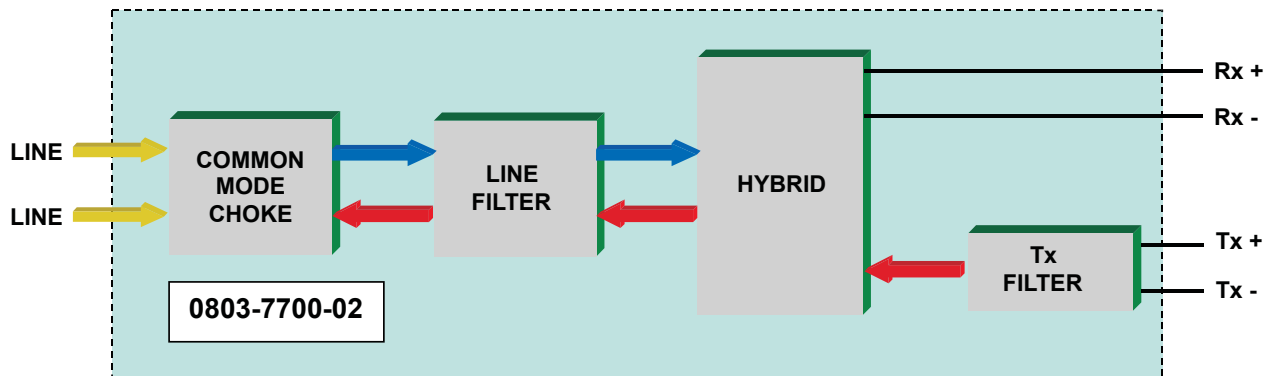 LINE
LINE
COMMON
MODE
CHOKE
LINE
FILTER
HYBRID
Rx +
Rx -
Tx
FILTER
Tx +
Tx -
0803-7700-02